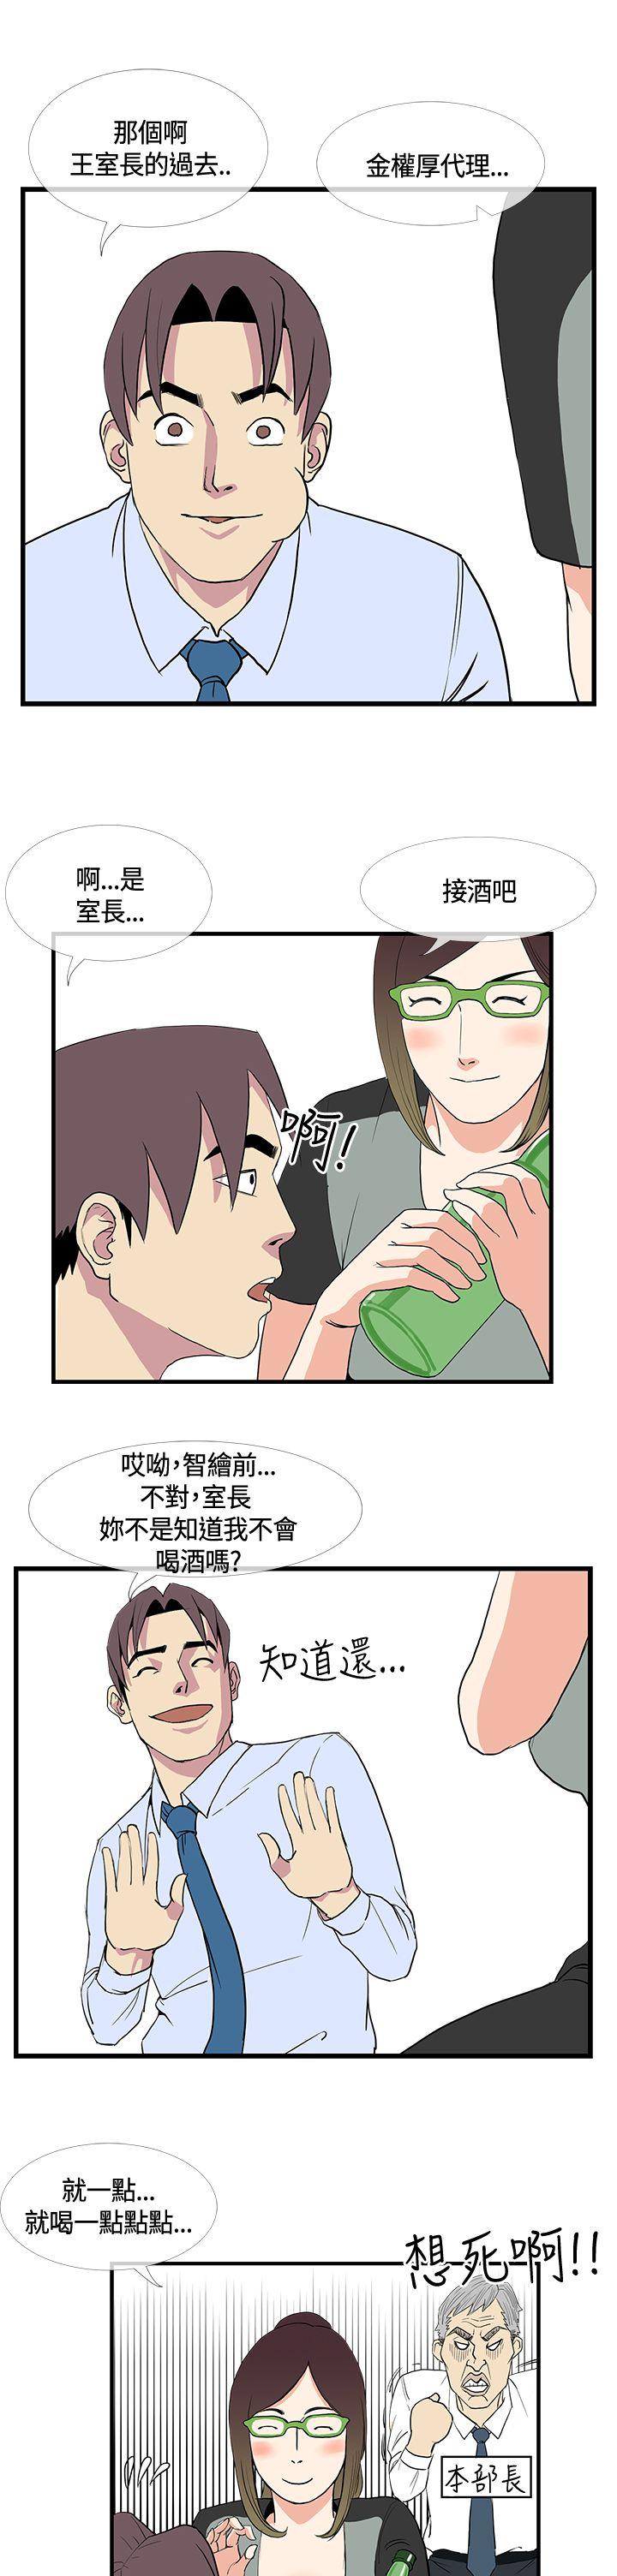 那個啊
王室長的過去..
金權厚代理...
啊...是
室長...
接酒吧
啊!
哎呦,智繪前...
不對,室長
妳不是知道我不會
喝酒嗎?
知道還...
就一點...
就喝一點點點...
想死啊!!
本部長